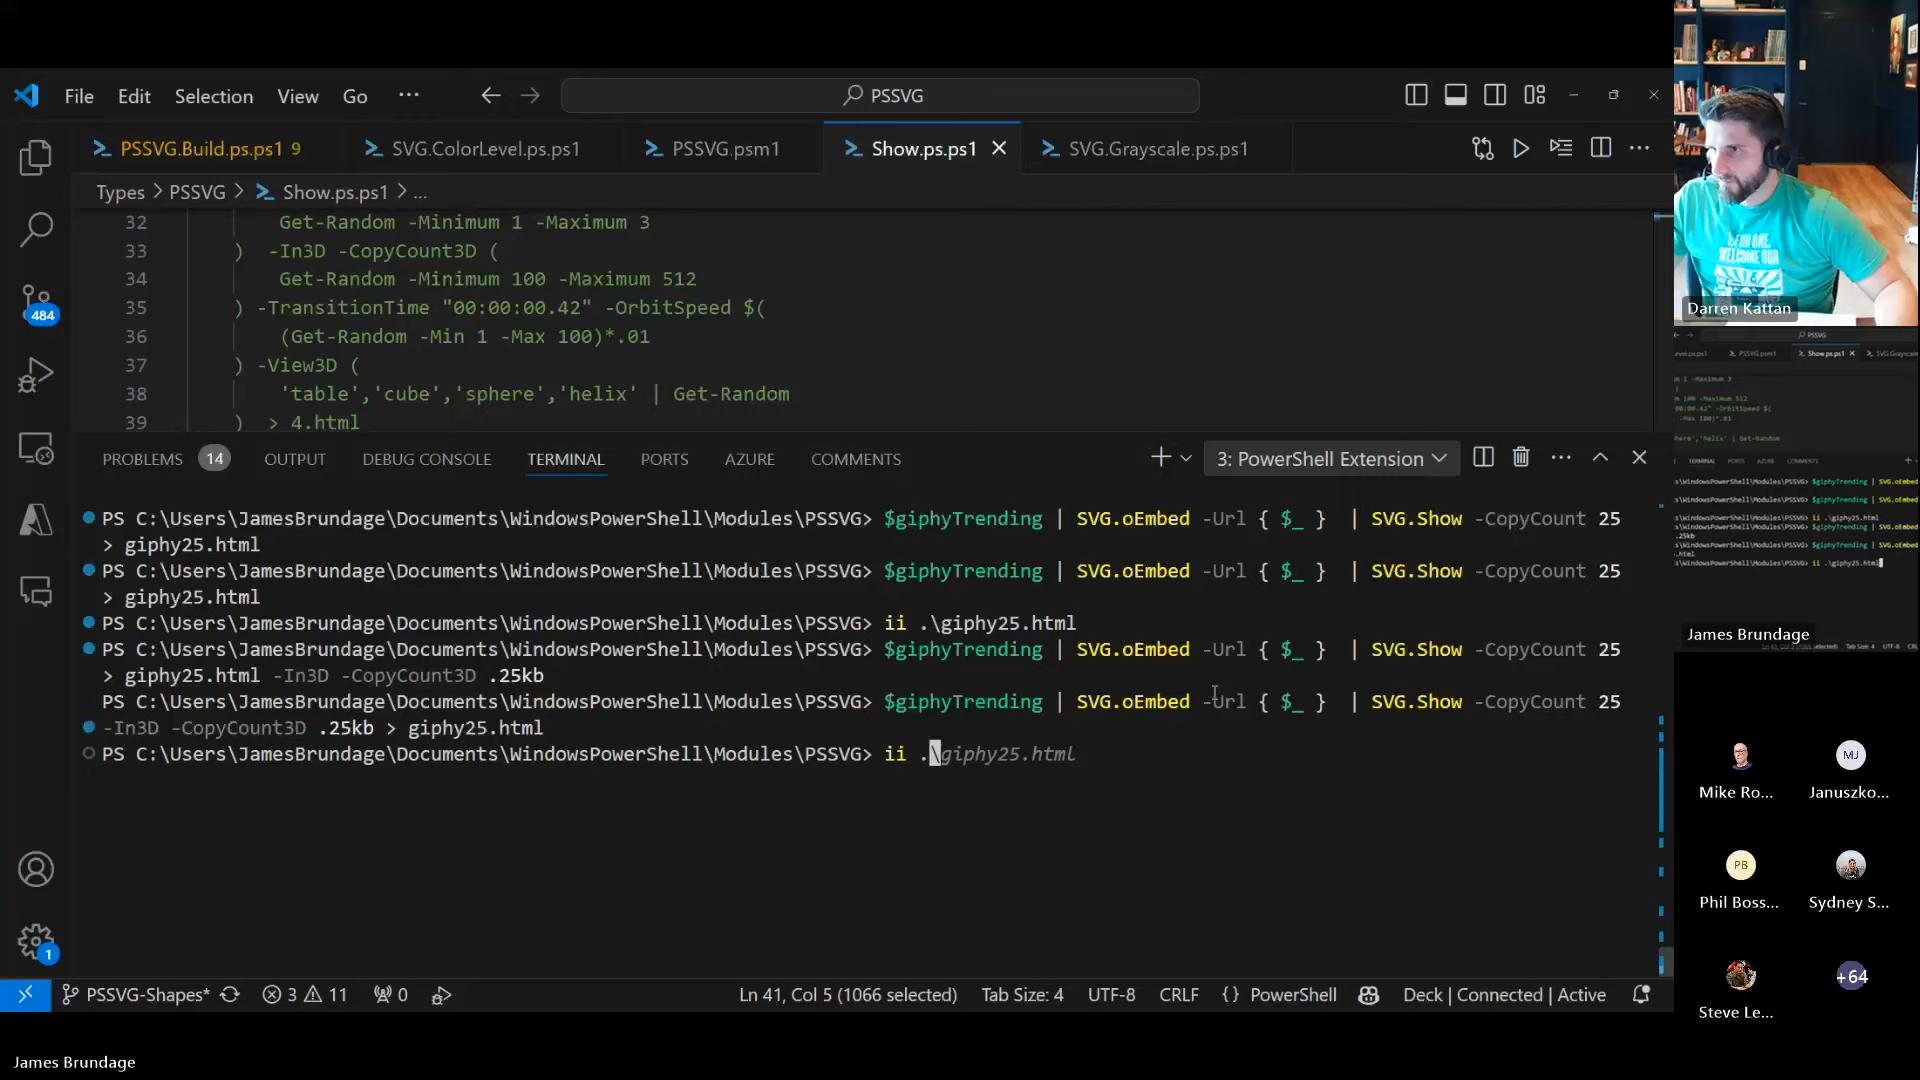 File Edit Selection View Go ··· PSSVG
PSSVG.Build.ps.ps1 9 SVG.ColorLevel.ps.ps1 PSSVG.psm1 Show.ps.ps1 SVG.Grayscale.ps.ps1
Types > PSSVG > Show.ps.ps1 > ...
32 Get-Random -Minimum 1 -Maximum 3
33 ) -In3D -CopyCount3D (
34 Get-Random -Minimum 100 -Maximum 512
35 ) -TransitionTime "00:00:00.42" -OrbitSpeed $(
36 (Get-Random -Min 1 -Max 100)*.01
37 ) -View3D (
38 'table','cube','sphere','helix' | Get-Random
39 ) > 4.html
484
PROBLEMS 14 OUTPUT DEBUG CONSOLE TERMINAL PORTS AZURE COMMENTS 3: PowerShell Extension
PS C:\Users\JamesBrundage\Documents\WindowsPowerShell\Modules\PSSVG> $giphyTrending | SVG.oEmbed -Url { $_ } | SVG.Show -CopyCount 25
> giphy25.html
PS C:\Users\JamesBrundage\Documents\WindowsPowerShell\Modules\PSSVG> $giphyTrending | SVG.oEmbed -Url { $_ } | SVG.Show -CopyCount 25
> giphy25.html
PS C:\Users\JamesBrundage\Documents\WindowsPowerShell\Modules\PSSVG> ii .\giphy25.html
PS C:\Users\JamesBrundage\Documents\WindowsPowerShell\Modules\PSSVG> $giphyTrending | SVG.oEmbed -Url { $_ } | SVG.Show -CopyCount 25
> giphy25.html -In3D -CopyCount3D .25kb
PS C:\Users\JamesBrundage\Documents\WindowsPowerShell\Modules\PSSVG> $giphyTrending | SVG.oEmbed -Url { $_ } | SVG.Show -CopyCount 25
-In3D -CopyCount3D .25kb > giphy25.html
PS C:\Users\JamesBrundage\Documents\WindowsPowerShell\Modules\PSSVG> ii .\giphy25.html
1
PSSVG-Shapes* 3 11 0 Ln 41, Col 5 (1066 selected) Tab Size: 4 UTF-8 CRLF {} PowerShell Deck | Connected | Active
James Brundage
Darren Kattan
James Brundage
Mike Ro...
MJ
Januszko...
PB
Phil Boss...
Sydney S...
Steve Le...
+64